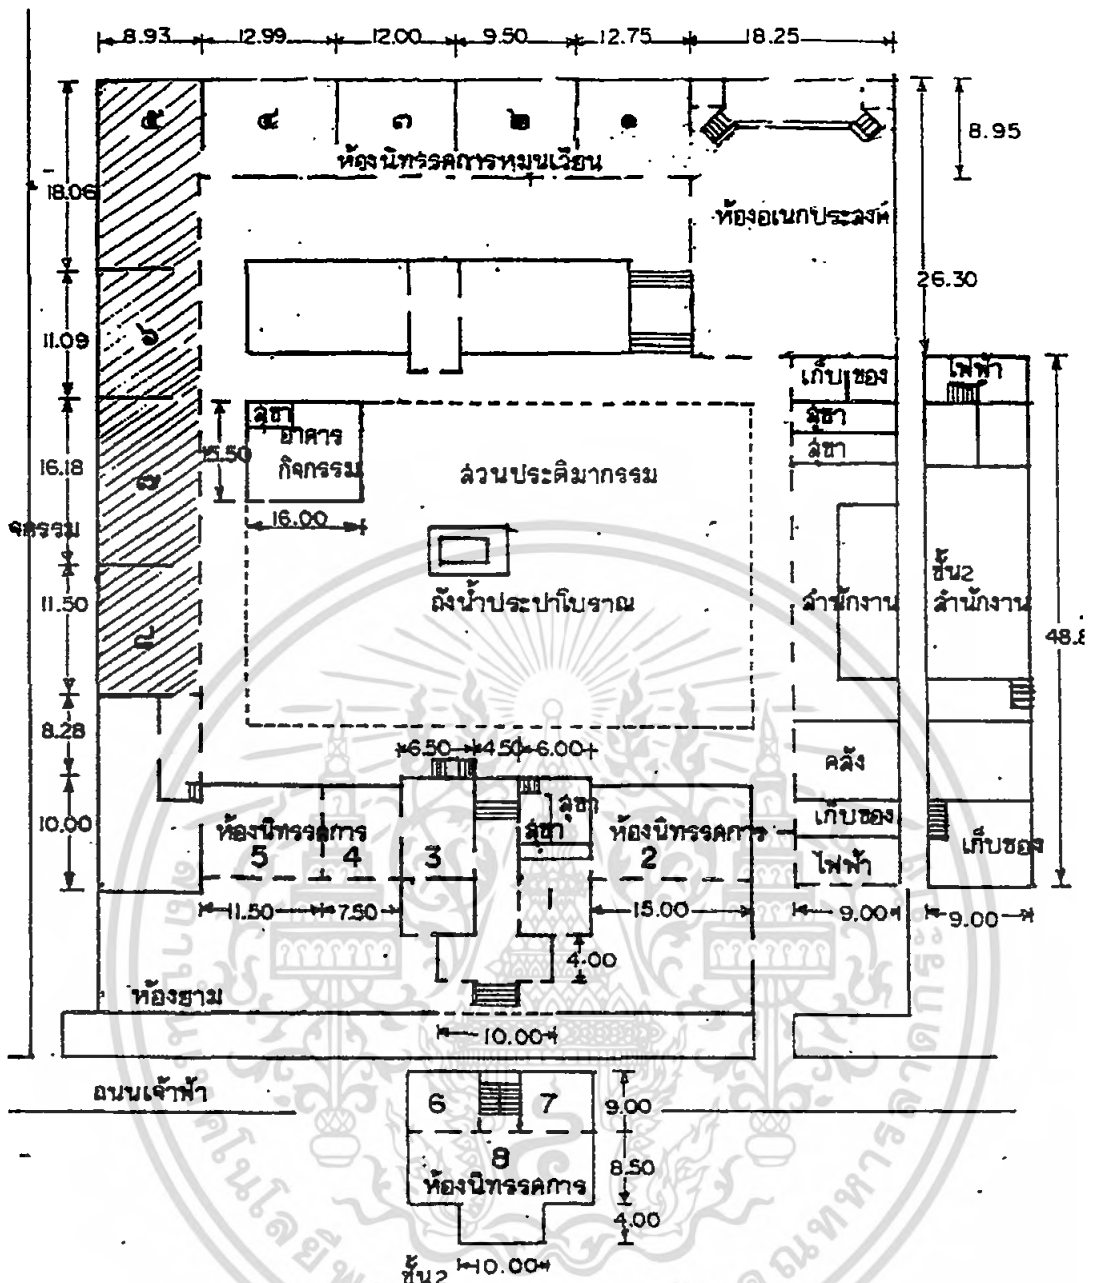 8.93 12.99 12.00 9.50 12.75 18.25
๕ ๔ ๓ ๒ ๑
8.95
ห้องนิทรรศการหมุนเวียน
18.06
ห้องอเนกประสงค์
26.30
11.09
๖
เก็บของ ไฟฟ้า
สุขา
สุขา
สุขา
อาคาร
กิจกรรม
15.50
16.00
16.18
๗
สวนประติมากรรม
ถังน้ำประปาโบราณ
11.50
๘
สำนักงาน
ชั้น2
สำนักงาน
48.8
8.28
6.50 4.50 6.00
คลัง
10.00
ห้องนิทรรศการ
5 4 3
สุขา
สุขา
ห้องนิทรรศการ
2
1
เก็บของ
ไฟฟ้า
เก็บของ
11.50 7.50 15.00 9.00 9.00
4.00
ห้องยาม
10.00
ถนนเจ้าฟ้า
6 7
9.00
8
ห้องนิทรรศการ
8.50
4.00
10.00
ชั้น2